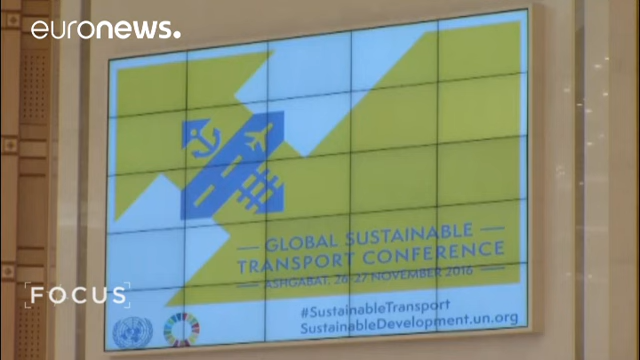 euronews.
GLOBAL SUSTAINABLE
TRANSPORT CONFERENCE
ASHGABAT, 26-27 NOVEMBER 2016
FOCUS
#SustainableTransport
SustainableDevelopment.un.org